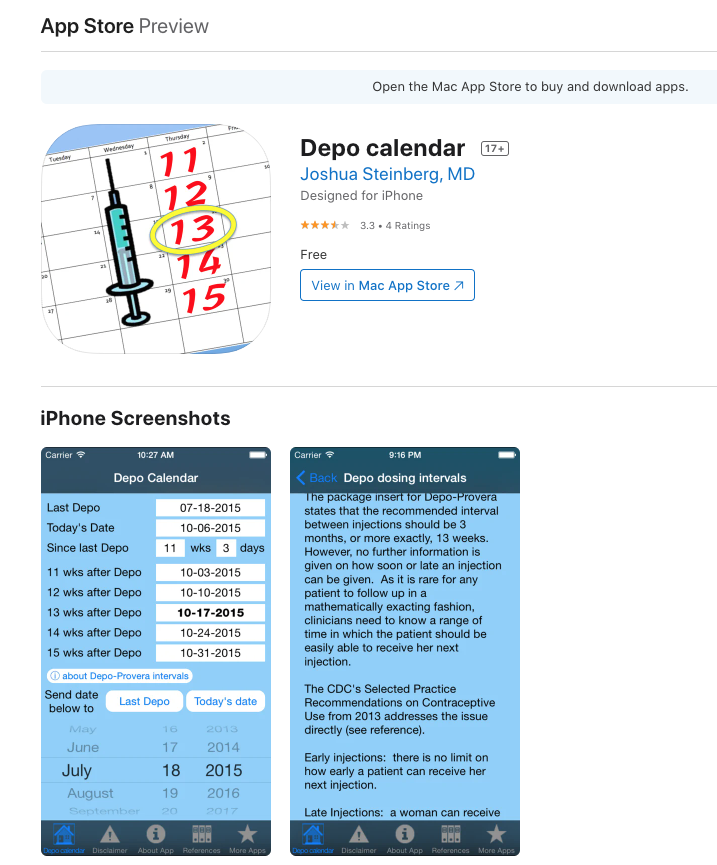 App Store Preview
Open the Mac App Store to buy and download apps.
Tuesday
Wednesday
Thursday
11
12
13
14
15
Depo calendar 17+
Joshua Steinberg, MD
Designed for iPhone
3.3 • 4 Ratings
Free
View in Mac App Store
iPhone Screenshots
Carrier 10:27 AM
Depo Calendar
Last Depo 07-18-2015
Today's Date 10-06-2015
Since last Depo 11 wks 3 days
11 wks after Depo 10-03-2015
12 wks after Depo 10-10-2015
13 wks after Depo 10-17-2015
14 wks after Depo 10-24-2015
15 wks after Depo 10-31-2015
about Depo-Provera intervals
Send date
below to
Last Depo Today's date
May 16 2013
June 17 2014
July 18 2015
August 19 2016
September 20 2017
Depo calendar Disclaimer About App References More Apps
Carrier 9:16 PM
Back Depo dosing intervals
The package insert for Depo-Provera
states that the recommended interval
between injections should be 3
months, or more exactly, 13 weeks.
However, no further information is
given on how soon or late an injection
can be given. As it is rare for any
patient to follow up in a
mathematically exacting fashion,
clinicians need to know a range of
time in which the patient should be
easily able to receive her next
injection.
The CDC's Selected Practice
Recommendations on Contraceptive
Use from 2013 addresses the issue
directly (see reference).
Early injections: there is no limit on
how early a patient can receive her
next injection.
Late Injections: a woman can receive
Depo calendar Disclaimer About App References More Apps